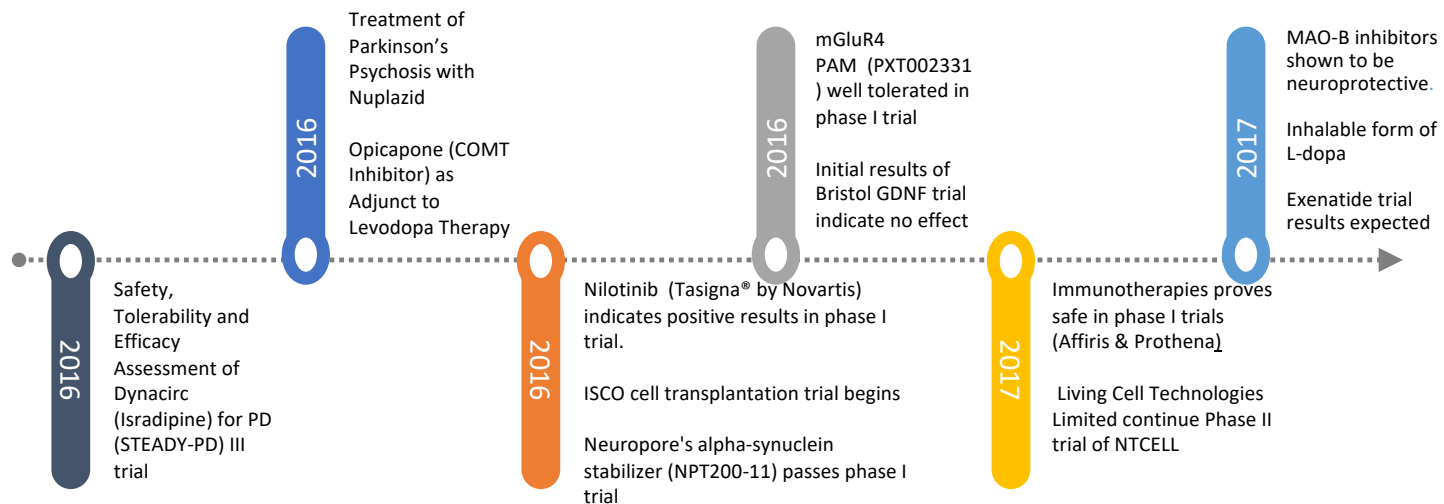 2016
Safety,
Tolerability and
Efficacy
Assessment of
Dynacirc
(Isradipine) for PD
(STEADY-PD) III
trial
2016
Treatment of
Parkinson’s
Psychosis with
Nuplazid
Opicapone (COMT
Inhibitor) as
Adjunct to
Levodopa Therapy
2016
Nilotinib (Tasigna® by Novartis)
indicates positive results in phase I
trial.
ISCO cell transplantation trial begins
Neuropore's alpha-synuclein
stabilizer (NPT200-11) passes phase I
trial
2016
mGluR4
PAM (PXT002331
) well tolerated in
phase I trial
Initial results of
Bristol GDNF trial
indicate no effect
2017
Immunotherapies proves
safe in phase I trials
(Affiris & Prothena)
Living Cell Technologies
Limited continue Phase II
trial of NTCELL
2017
MAO-B inhibitors
shown to be
neuroprotective.
Inhalable form of
L-dopa
Exenatide trial
results expected